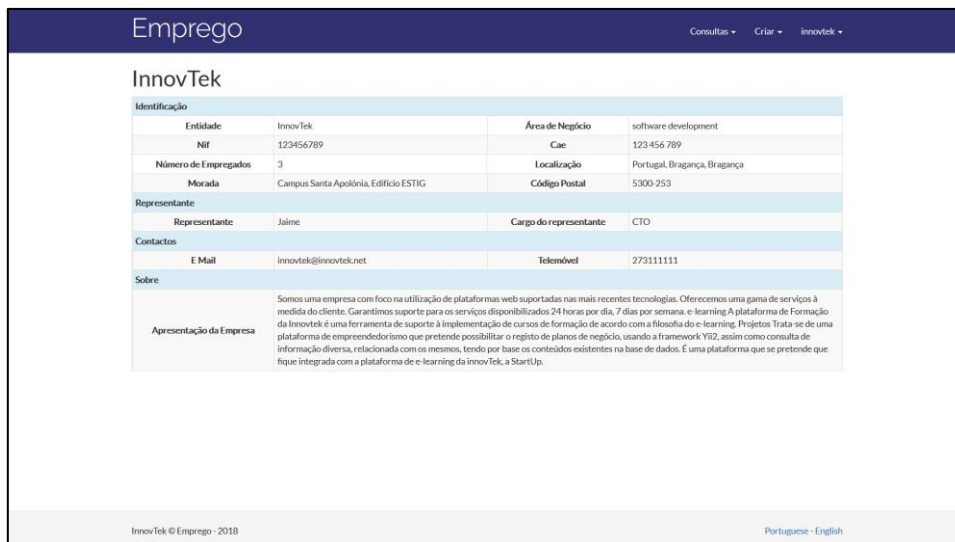 Emprego
Consultas Criar innovtek
InnovTek
Identificação
Entidade InnovTek Área de Negócio software development
Nif 123456789 Cae 123 456 789
Número de Empregados 3 Localização Portugal, Bragança, Bragança
Morada Campus Santa Apolónia, Edifício ESTIG Código Postal 5300-253
Representante
Representante Jaime Cargo do representante CTO
Contactos
E Mail innovtek@innovtek.net Telemóvel 273111111
Sobre
Apresentação da Empresa
Somos uma empresa com foco na utilização de plataformas web suportadas nas mais recentes tecnologias. Oferecemos uma gama de serviços à
medida do cliente. Garantimos suporte para os serviços disponibilizados 24 horas por dia, 7 dias por semana. e-learning A plataforma de Formação
da Innovtek é uma ferramenta de suporte à implementação de cursos de formação de acordo com a filosofia do e-learning. Projetos Trata-se de uma
plataforma de empreendedorismo que pretende possibilitar o registo de planos de negócio, usando a framework Yii2, assim como consulta de
informação diversa, relacionada com os mesmos, tendo por base os conteúdos existentes na base de dados. É uma plataforma que se pretende que
fique integrada com a plataforma de e-learning da innovTek, a StartUp.
InnovTek © Emprego - 2018
Portuguese - English